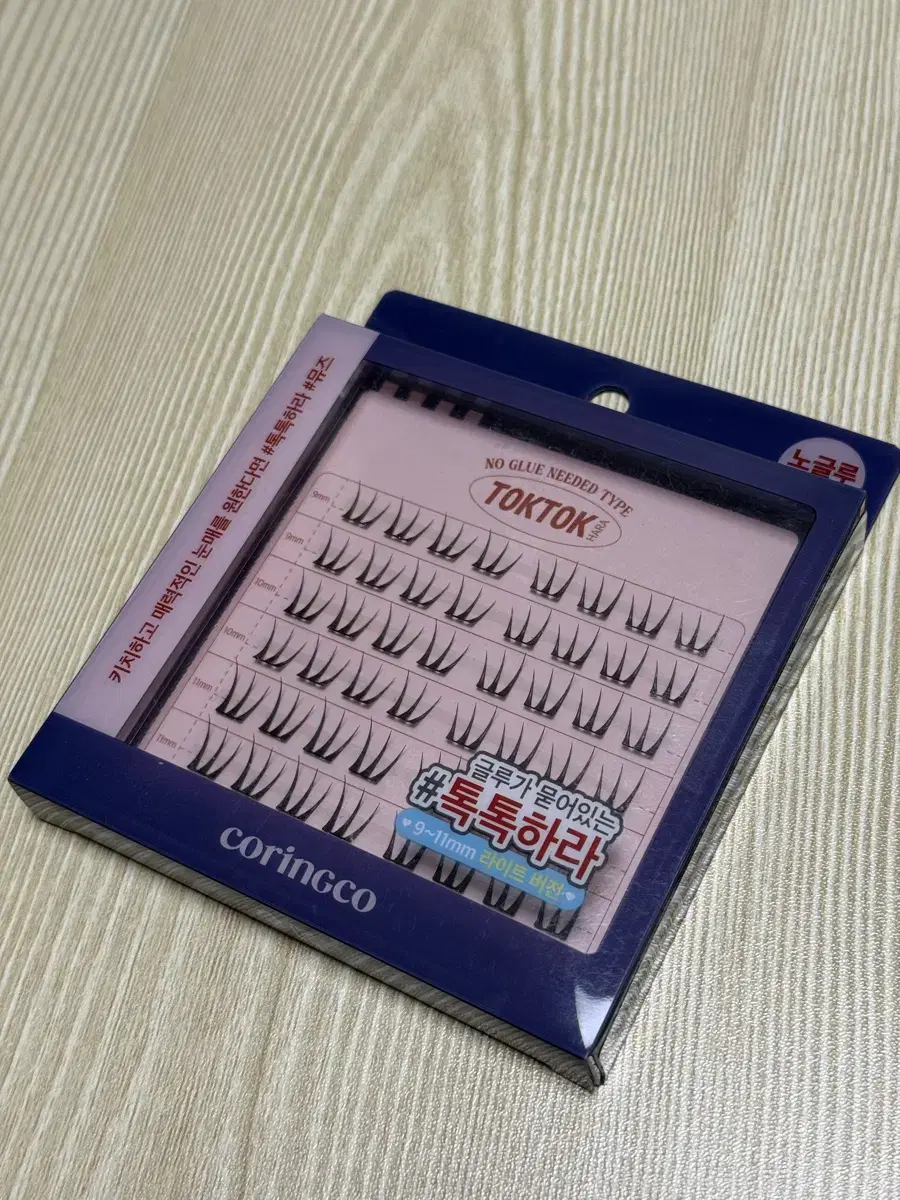 키치하고 매력적인 눈매를 원한다면 #톡톡하라 #뮤즈
노글루
NO GLUE NEEDED TYPE
TOKTOK
HARA
9mm
9mm
10mm
10mm
11mm
11mm
글루가 묻어있는
#톡톡하라
9~11mm 라이트 버전
coringco